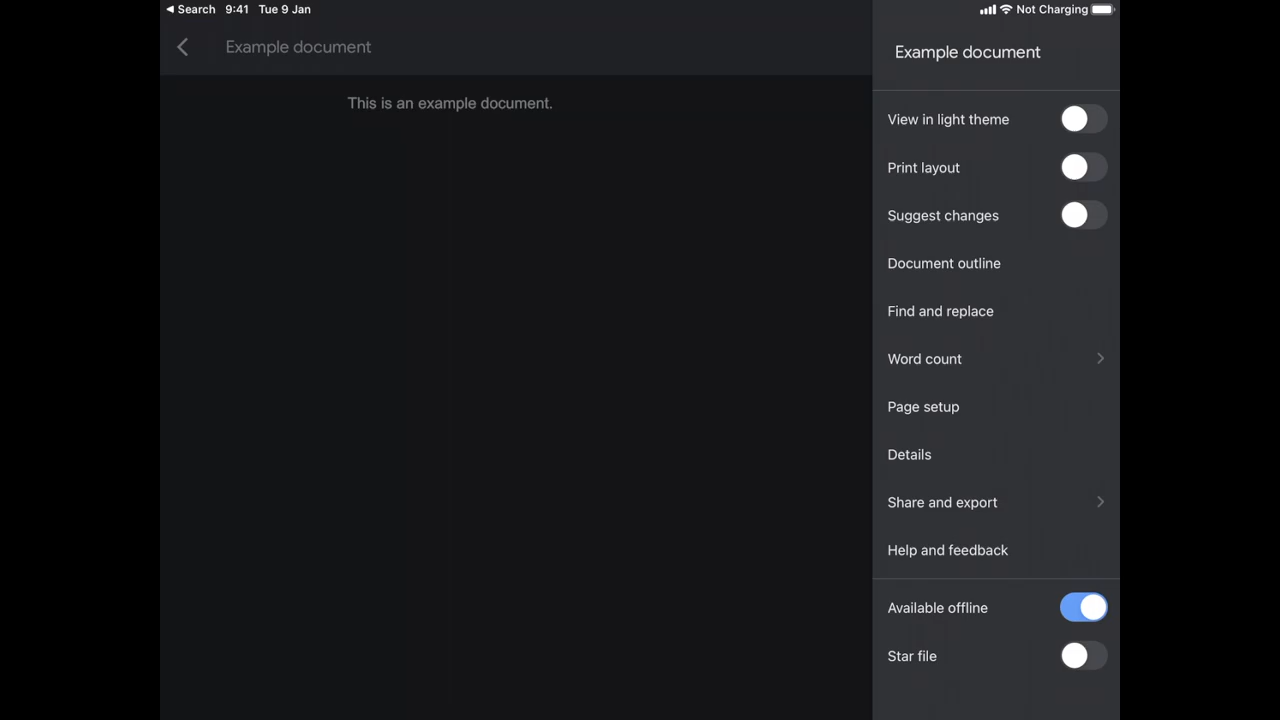 ◀ Search 9:41 Tue 9 Jan
Not Charging
Example document
This is an example document.
Example document
View in light theme
Print layout
Suggest changes
Document outline
Find and replace
Word count
Page setup
Details
Share and export
Help and feedback
Available offline
Star file